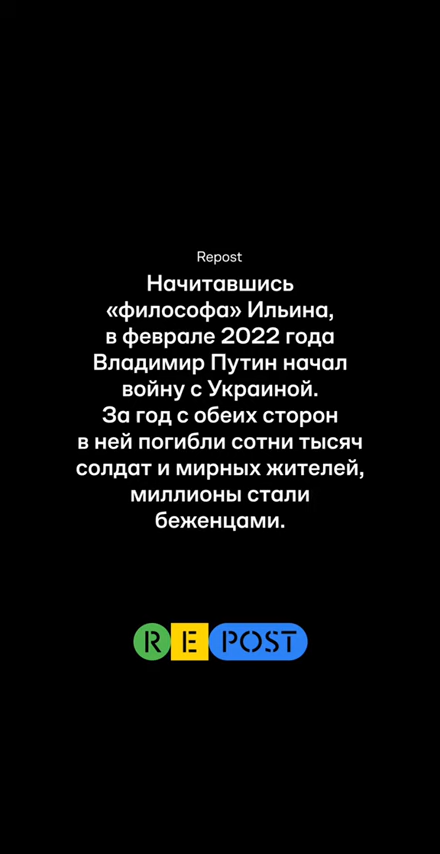 Repost
Начитавшись
«философа» Ильина,
в феврале 2022 года
Владимир Путин начал
войну с Украиной.
За год с обеих сторон
в ней погибли сотни тысяч
солдат и мирных жителей,
миллионы стали
беженцами.
REPOST